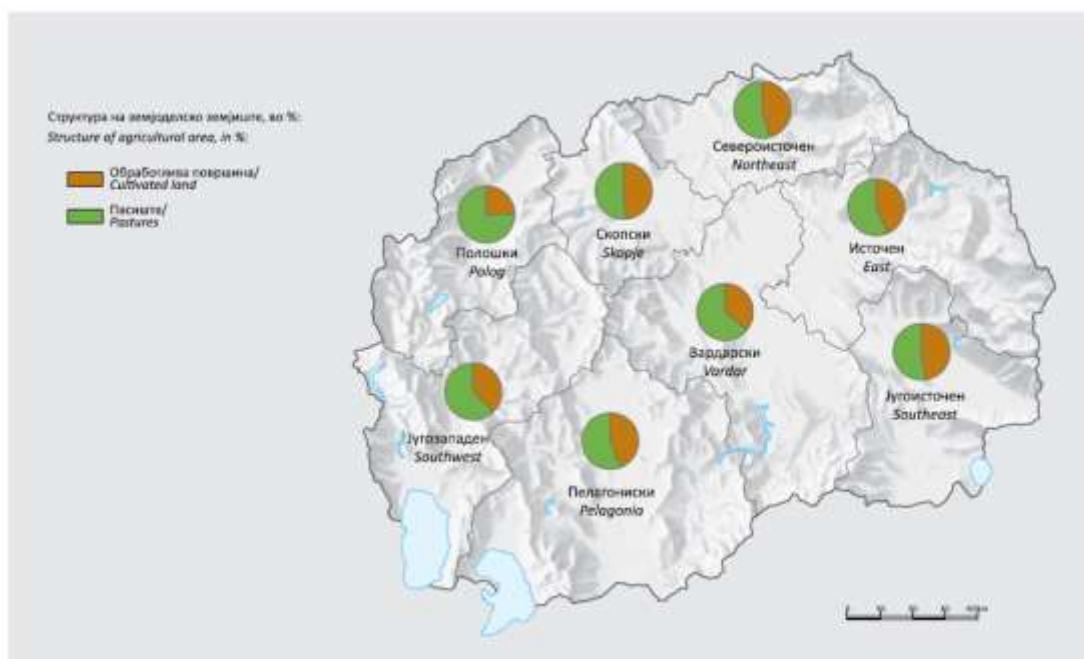 Структура на земјоделско земјиште, во %:
Structure of agricultural area, in %:
Обработлива површина/
Cultivated land
Пасишта/
Pastures
Североисточен
Northeast
Скопски
Skopje
Полошки
Polog
Источен
East
Вардарски
Vardar
Југоисточен
Southeast
Југозападен
Southwest
Пелагониски
Pelagonia